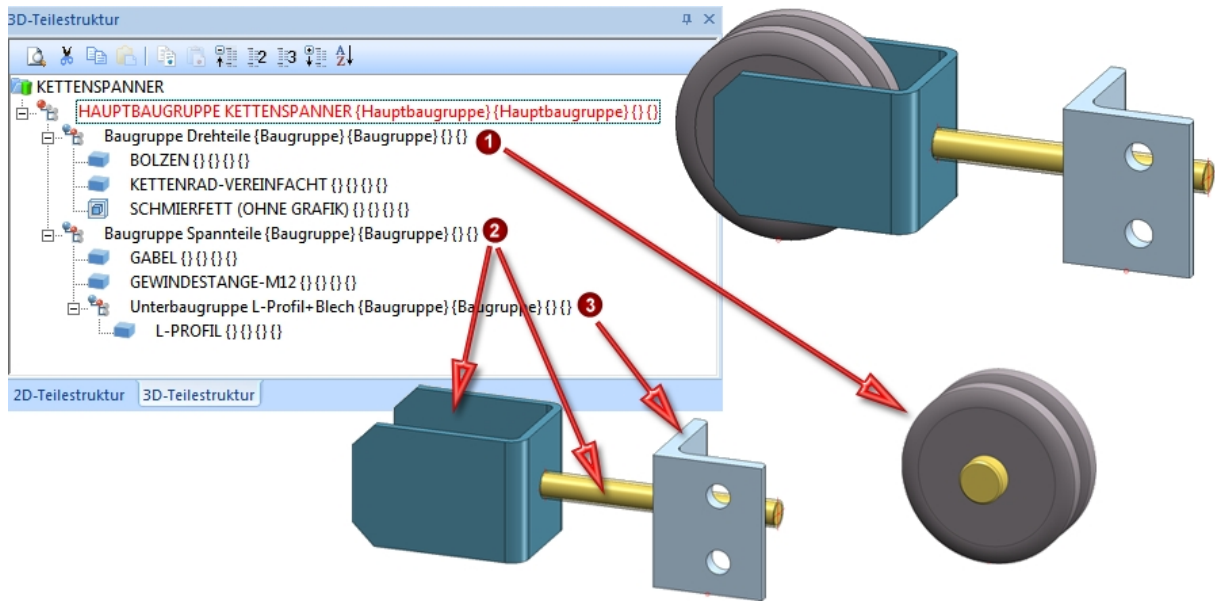 3D-Teilestruktur
KETTENSPANNER
HAUPTBAUGRUPPE KETTENSPANNER {Hauptbaugruppe} {Hauptbaugruppe} {} {}
Baugruppe Drehteile {Baugruppe} {Baugruppe} {} {}
1
BOLZEN {} {} {} {}
KETTENRAD-VEREINFACHT {} {} {} {}
SCHMIERFETT (OHNE GRAFIK) {} {} {} {}
Baugruppe Spannteile {Baugruppe} {Baugruppe} {} {}
2
GABEL {} {} {} {}
GEWINDESTANGE-M12 {} {} {} {}
Unterbaugruppe L-Profil+Blech {Baugruppe} {Baugruppe} {} {}
3
L-PROFIL {} {} {} {}
2D-Teilestruktur 3D-Teilestruktur